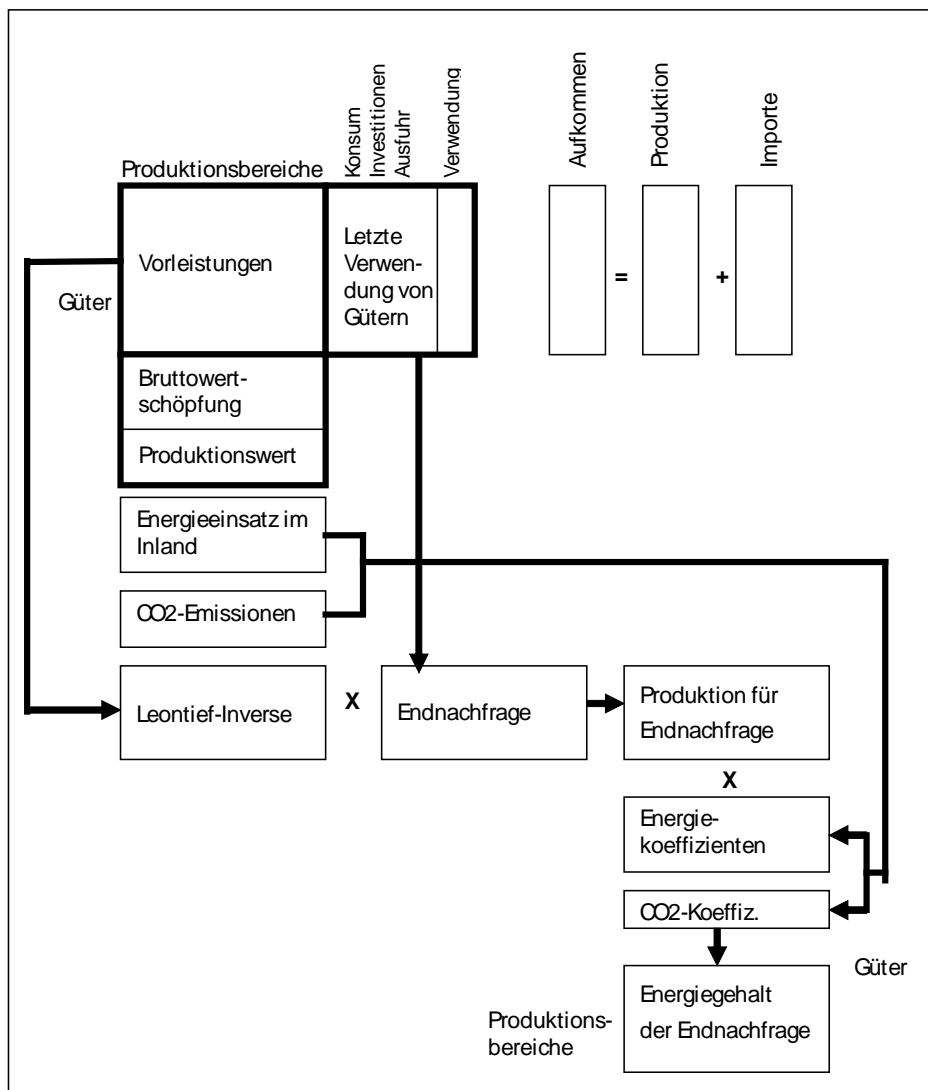 Konsum
Investitionen
Ausfuhr
Verwendung
Aufkommen
Produktion
Importe
Produktionsbereiche
Güter
Vorleistungen
Letzte
Verwen-
dung von
Gütern
=
+
Bruttowert-
schöpfung
Produktionswert
Energieeinsatz im
Inland
CO2-Emissionen
Leontief-Inverse
X
Endnachfrage
Produktion für
Endnachfrage
X
Energie-
koeffizienten
CO2-Koeffiz.
Güter
Produktions-
bereiche
Energiegehalt
der Endnachfrage